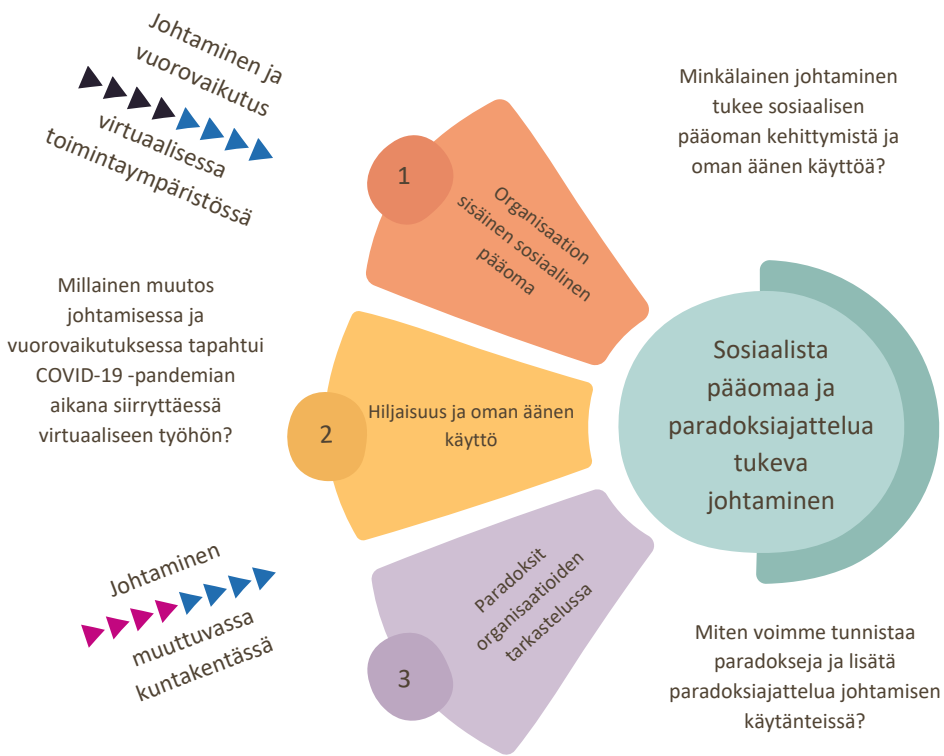 Johtaminen ja
vuorovaikutus
virtuaalisessa
toimintaympäristössä
Minkälainen johtaminen
tukee sosiaalisen
pääoman kehittymistä ja
oman äänen käyttöä?
1
Organisaation
sisäinen sosiaalinen
pääoma
Millainen muutos
johtamisessa ja
vuorovaikutuksessa tapahtui
COVID-19 -pandemian
aikana siirryttäessä
virtuaaliseen työhön?
2
Hiljaisuus ja oman äänen
käyttö
Sosiaalista
pääomaa ja
paradoksiajattelua
tukeva
johtaminen
Johtaminen
muuttuvassa
kuntakentässä
3
Paradoksit
organisaatioiden
tarkastelussa
Miten voimme tunnistaa
paradokseja ja lisätä
paradoksiajattelua johtamisen
käytänteissä?